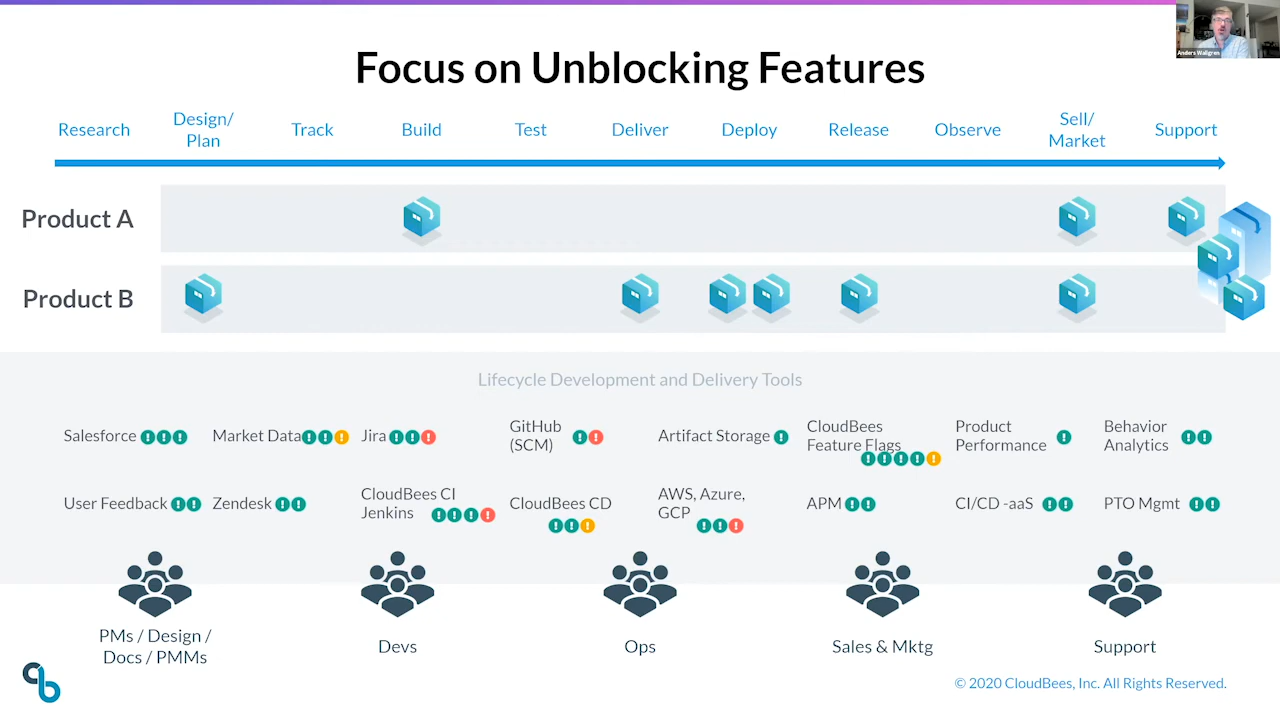 Anders Wallgren
Focus on Unblocking Features
Research
Design/
Plan
Track
Build
Test
Deliver
Deploy
Release
Observe
Sell/
Market
Support
Product A
Product B
Lifecycle Development and Delivery Tools
Salesforce
Market Data
Jira
GitHub
(SCM)
Artifact Storage
CloudBees
Feature Flags
Product
Performance
Behavior
Analytics
User Feedback
Zendesk
CloudBees CI
Jenkins
CloudBees CD
AWS, Azure,
GCP
APM
CI/CD -aaS
PTO Mgmt
PMs / Design /
Docs / PMMs
Devs
Ops
Sales & Mktg
Support
© 2020 CloudBees, Inc. All Rights Reserved.